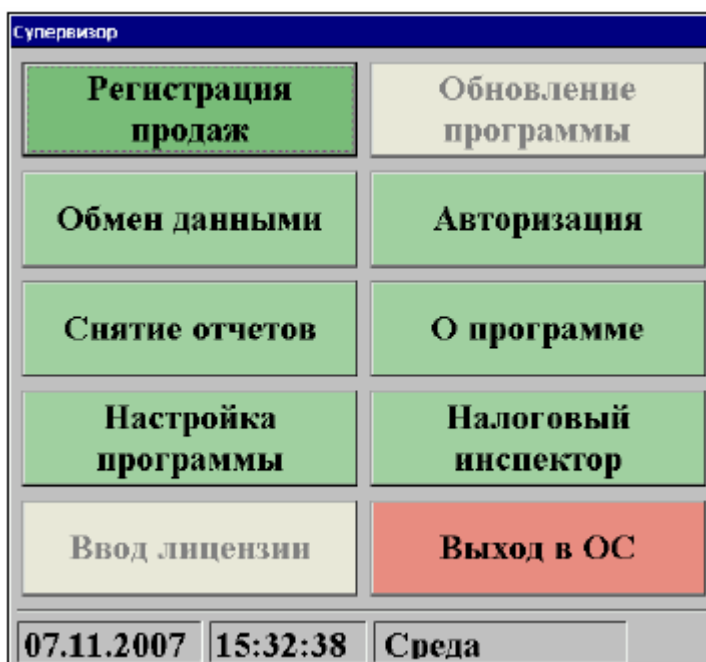 Супервизор
Регистрация
продаж
Обновление
программы
Обмен данными
Авторизация
Снятие отчетов
О программе
Настройка
программы
Налоговый
инспектор
Ввод лицензии
Выход в ОС
07.11.2007 15:32:38 Среда